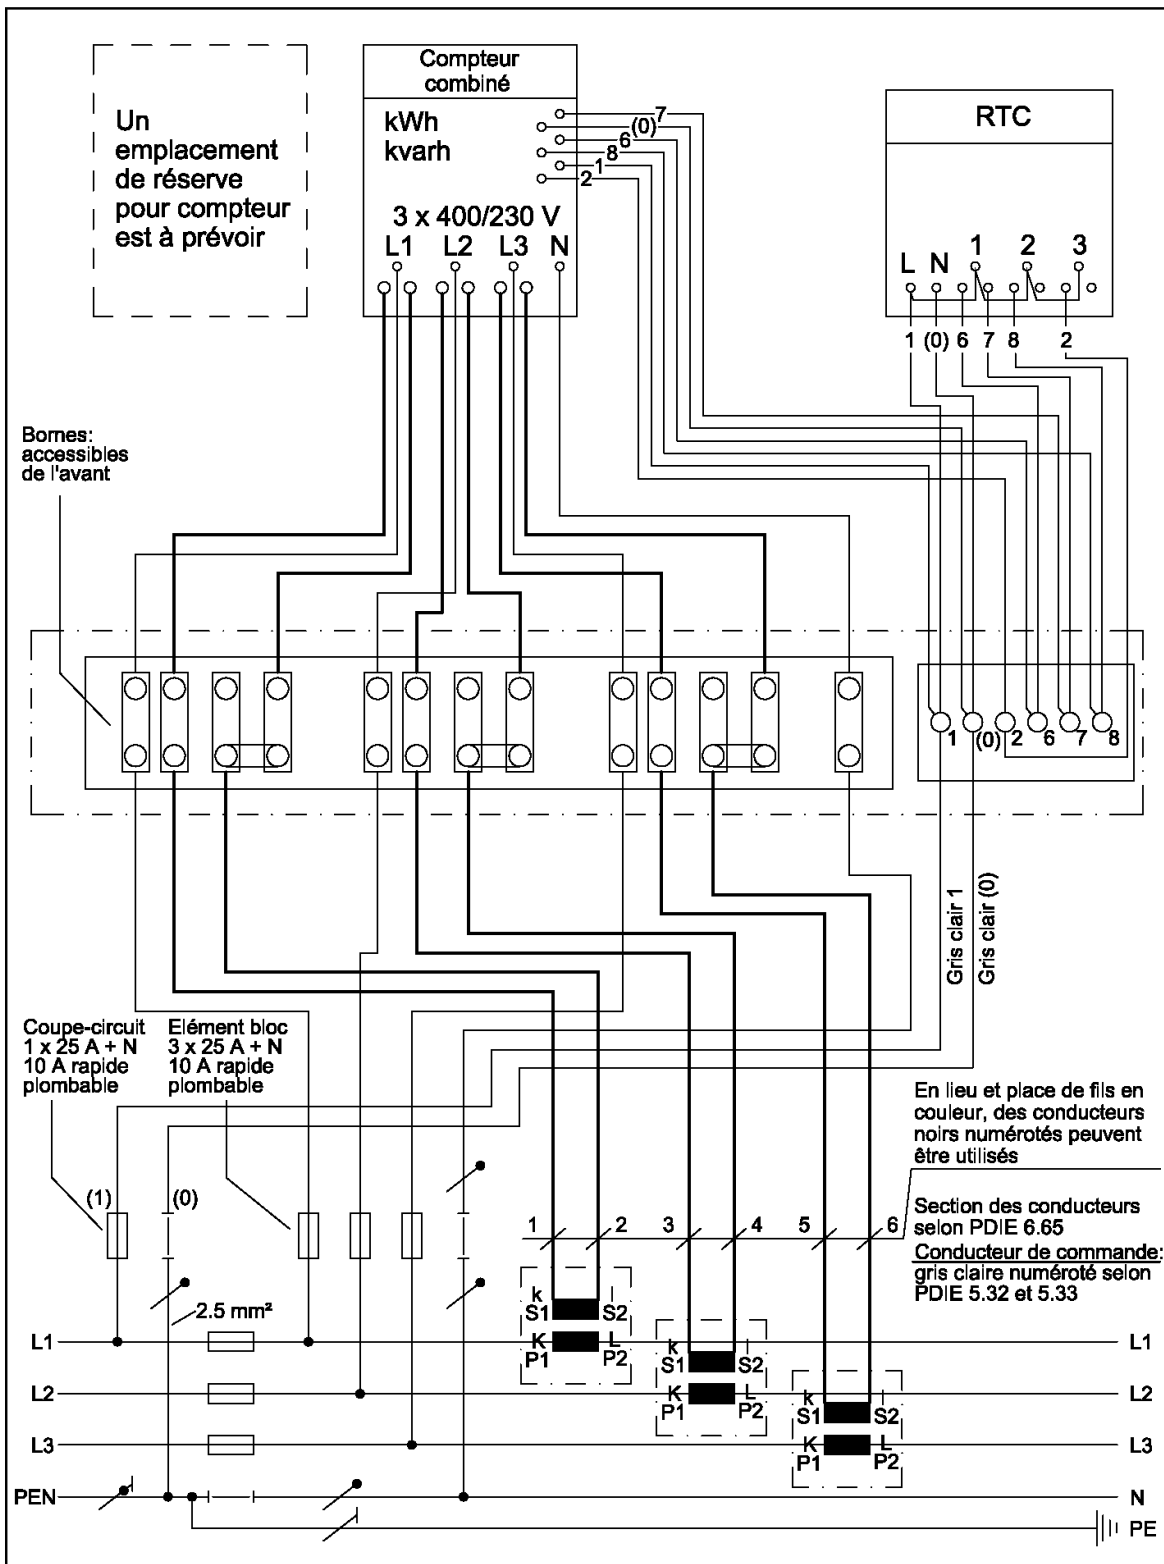 Compteur
combiné
Un
emplacement
de réserve
pour compteur
est à prévoir
kWh
kvarh
7
(0)
6
8
1
2
3 x 400/230 V
L1 L2 L3 N
RTC
1 2 3
L N
1 (0) 6 7 8 2
Bornes:
accessibles
de l'avant
1 (0) 2 6 7 8
Gris clair 1
Gris clair (0)
Coupe-circuit
1 x 25 A + N
10 A rapide
plombable
Elément bloc
3 x 25 A + N
10 A rapide
plombable
En lieu et place de fils en
couleur, des conducteurs
noirs numérotés peuvent
être utilisés
Section des conducteurs
selon PDIE 6.65
Conducteur de commande:
gris claire numéroté selon
PDIE 5.32 et 5.33
(1) (0)
1 2 3 4 5 6
2.5 mm²
k l
S1 S2
K L
P1 P2
k l
S1 S2
K L
P1 P2
k l
S1 S2
K L
P1 P2
L1 L1
L2 L2
L3 L3
PEN N
PE